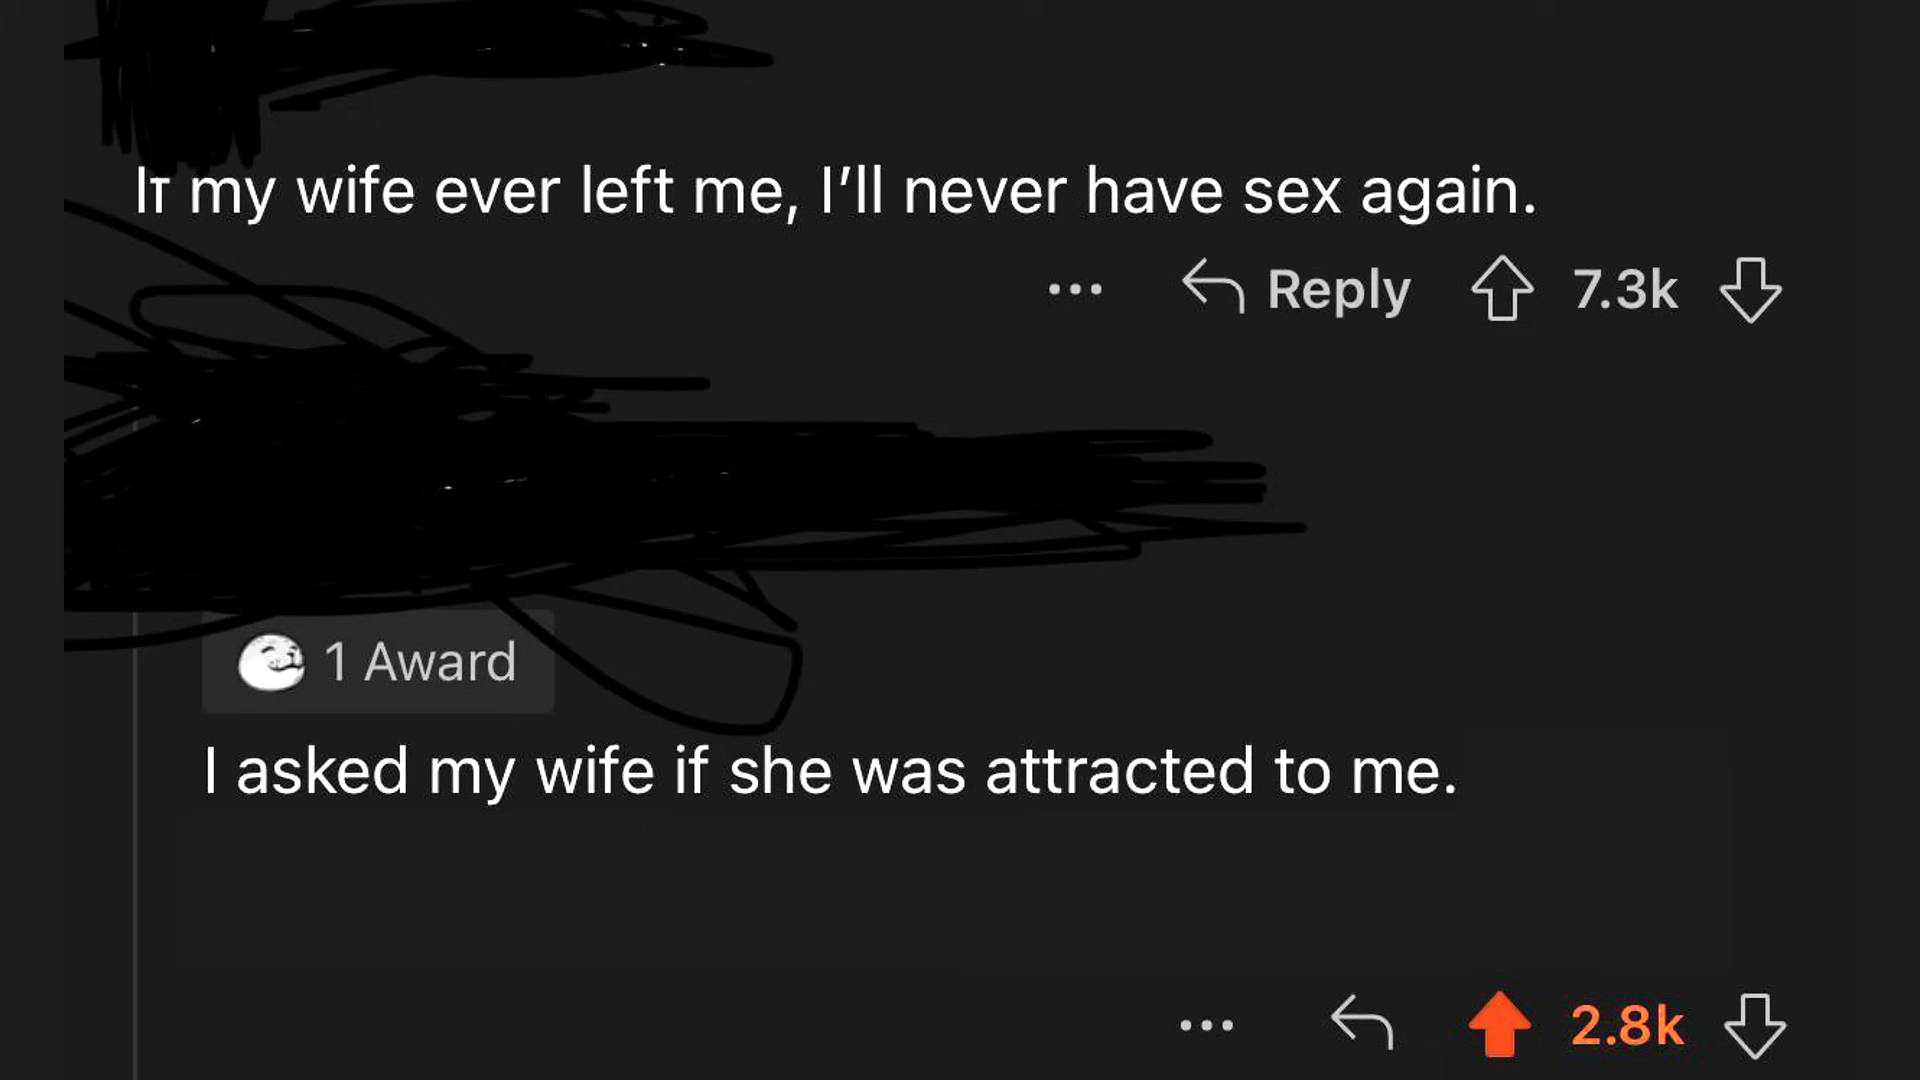 If my wife ever left me, I’ll never have sex again.
Reply 7.3k
1 Award
I asked my wife if she was attracted to me.
2.8k